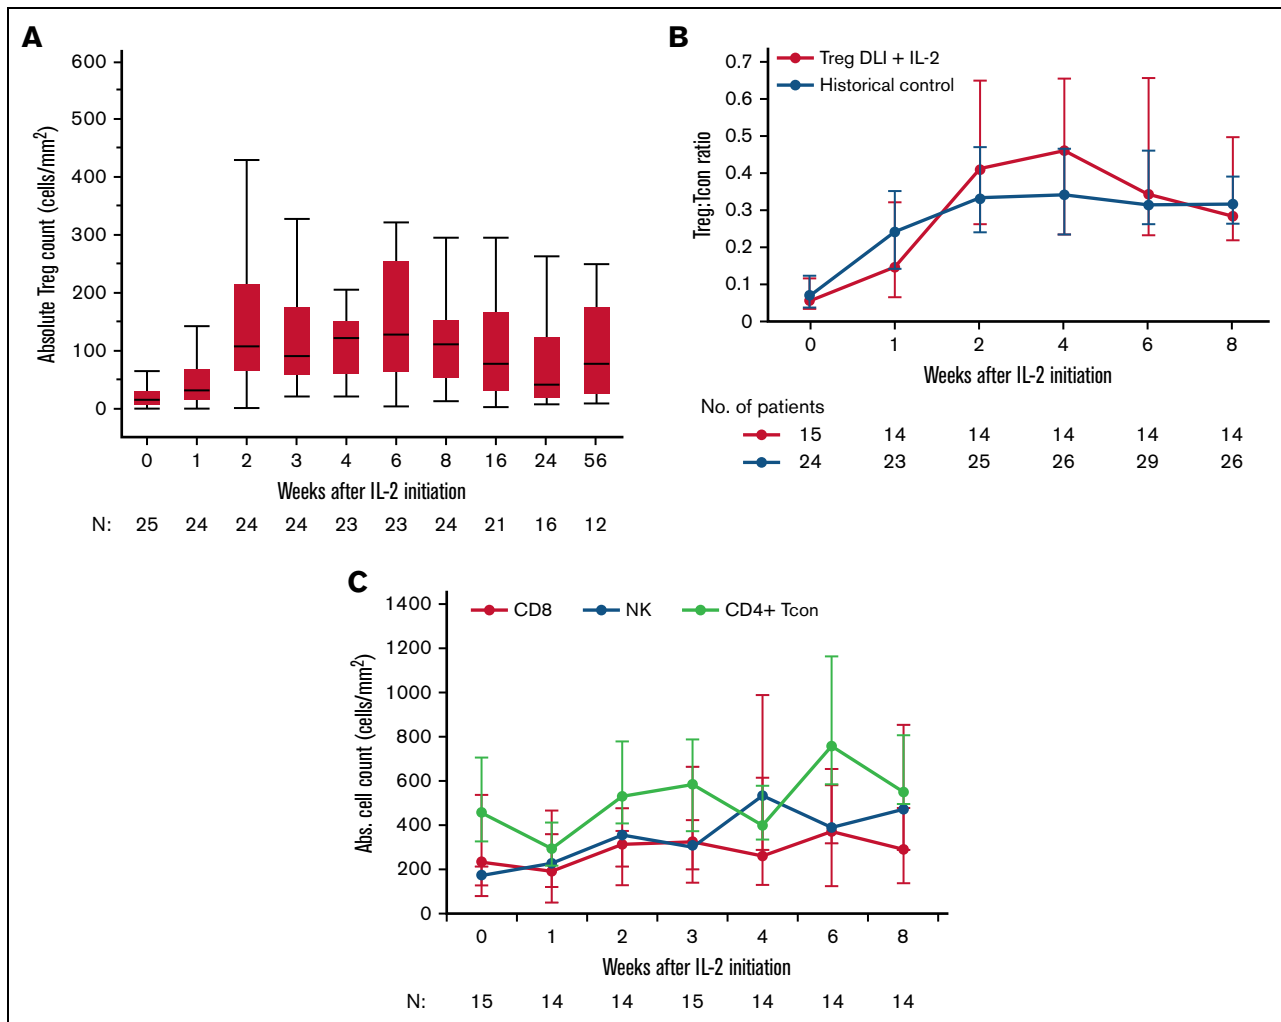 A
600
500
400
300
200
100
0
Absolute Treg count (cells/mm²)
0 1 2 3 4 6 8 16 24 56
Weeks after IL-2 initiation
N: 25 24 24 24 23 23 24 21 16 12
B
Treg DLI + IL-2
Historical control
0.7
0.6
0.5
0.4
0.3
0.2
0.1
0
Treg:Tcon ratio
0 1 2 4 6 8
Weeks after IL-2 initiation
No. of patients
15 14 14 14 14 14
24 23 25 26 29 26
C
CD8 NK CD4+ Tcon
1400
1200
1000
800
600
400
200
0
Abs. cell count (cells/mm²)
0 1 2 3 4 6 8
Weeks after IL-2 initiation
N: 15 14 14 15 14 14 14